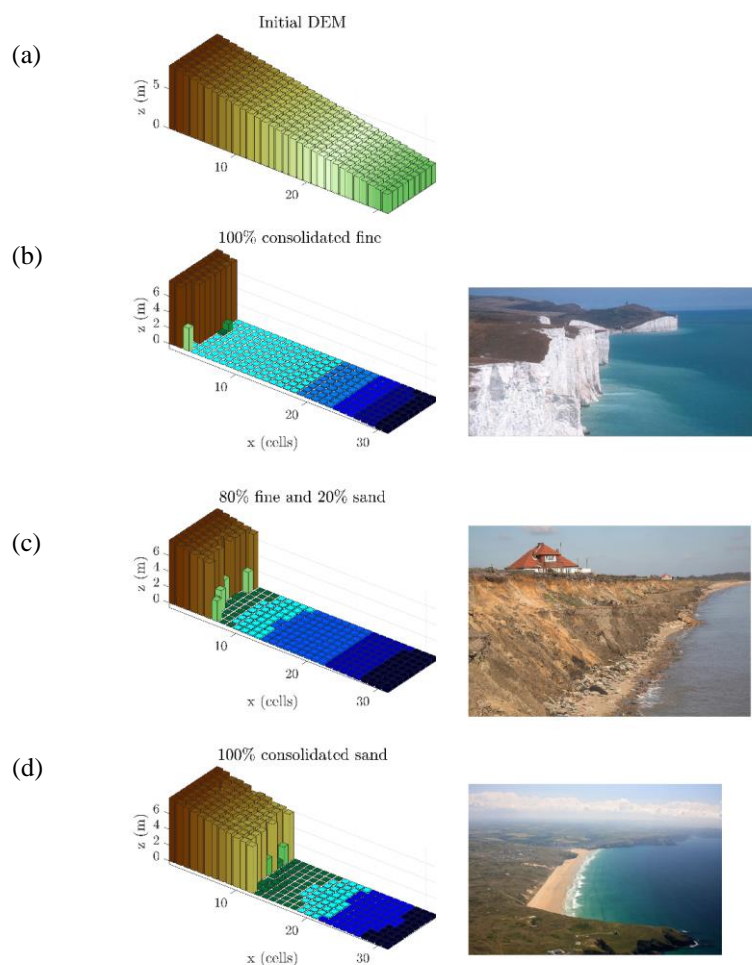 Initial DEM
(a)
z (m)
5
0
10
20
100% consolidated fine
(b)
z (m)
6
4
2
0
10
20
30
x (cells)
80% fine and 20% sand
(c)
z (m)
6
4
2
0
10
20
30
x (cells)
100% consolidated sand
(d)
z (m)
6
4
2
0
10
20
30
x (cells)